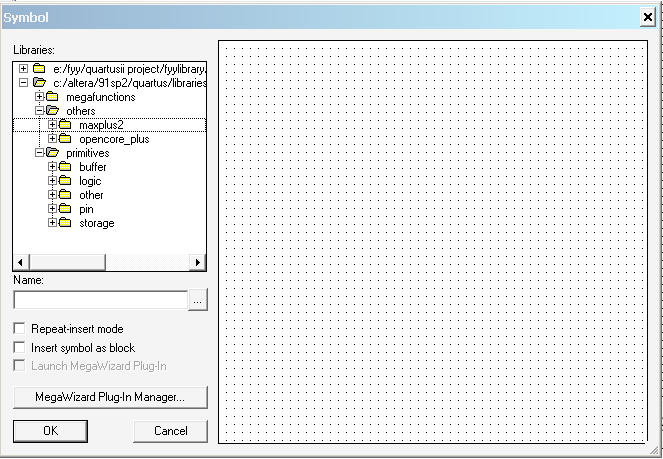 Symbol
Libraries:
e:/fyy/quartusii project/fyylibrary.
c:/altera/91sp2/quartus/libraries
megafunctions
others
maxplus2
opencore_plus
primitives
buffer
logic
other
pin
storage
Name:
...
Repeat-insert mode
Insert symbol as block
Launch MegaWizard Plug-In
MegaWizard Plug-In Manager...
OK Cancel